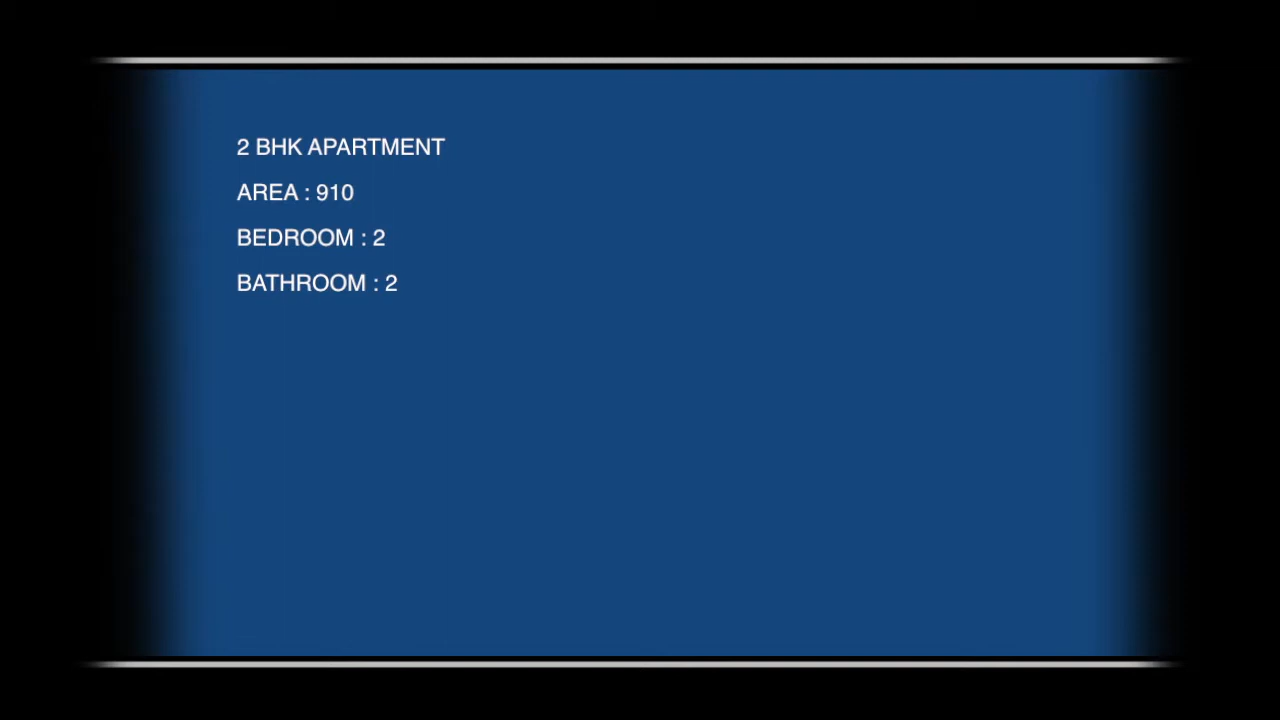 2 BHK APARTMENT
AREA : 910
BEDROOM : 2
BATHROOM : 2